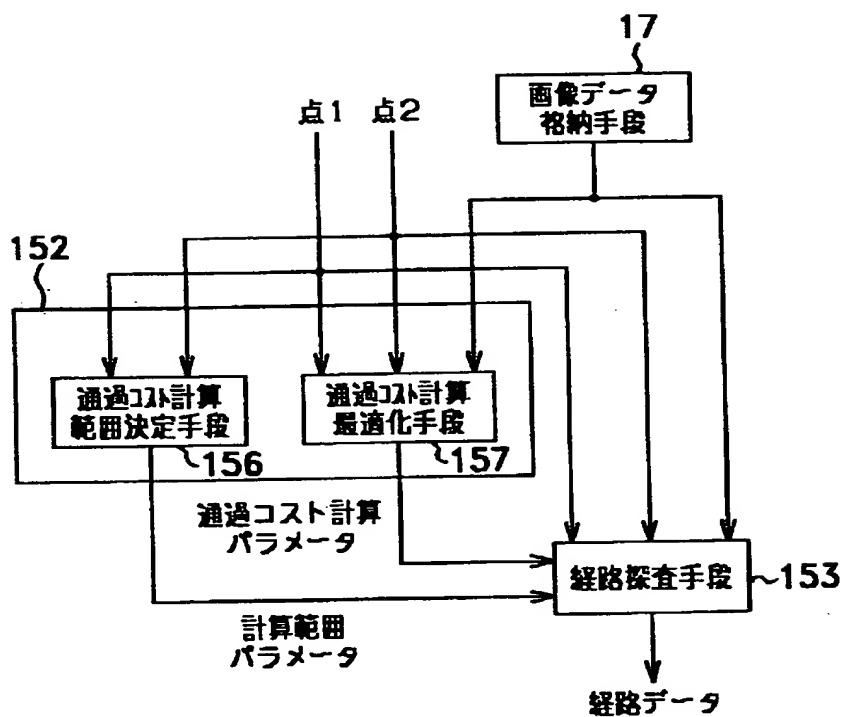 17
画像データ
格納手段
点1 点2
152
通過コスト計算
範囲決定手段
156
通過コスト計算
最適化手段
157
通過コスト計算
パラメータ
計算範囲
パラメータ
経路探査手段
153
経路データ